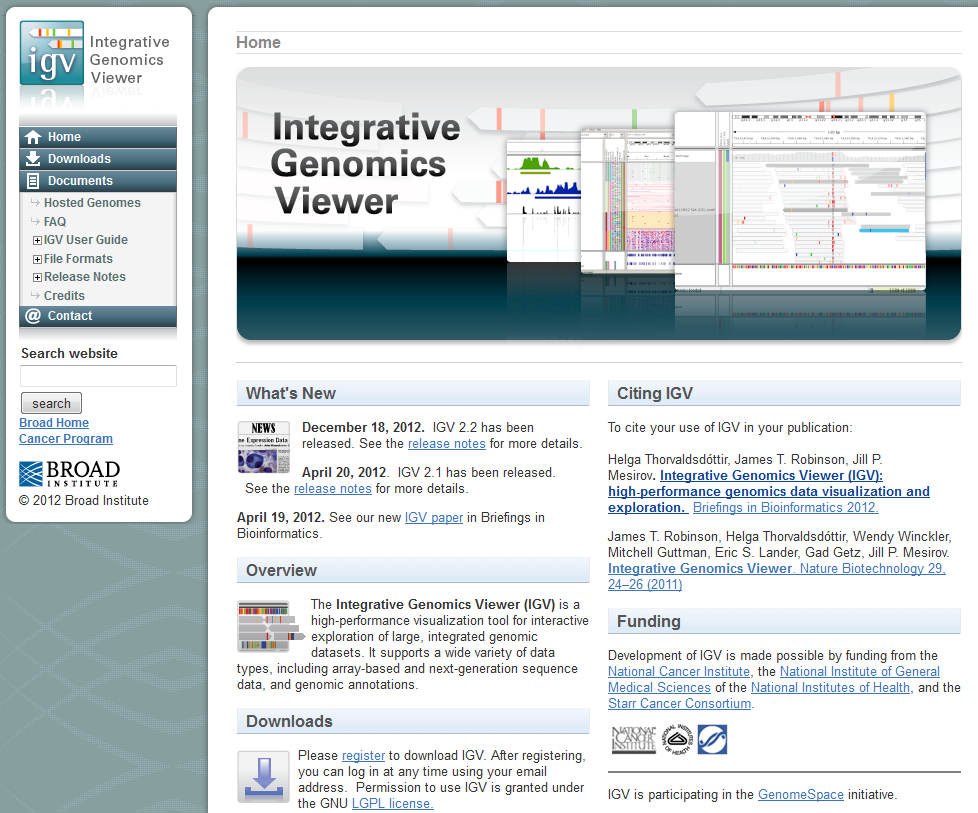 igv
Integrative
Genomics
Viewer
Home
Downloads
Documents
Hosted Genomes
FAQ
IGV User Guide
File Formats
Release Notes
Credits
Contact
Search website
search
Broad Home
Cancer Program
BROAD
INSTITUTE
© 2012 Broad Institute
Home
Integrative
Genomics
Viewer
What's New
NEWS
ne Expression Data
December 18, 2012.  IGV 2.2 has been
released. See the release notes for more details.
April 20, 2012.  IGV 2.1 has been released.
See the release notes for more details.
April 19, 2012. See our new IGV paper in Briefings in
Bioinformatics.
Overview
The Integrative Genomics Viewer (IGV) is a
high-performance visualization tool for interactive
exploration of large, integrated genomic
datasets. It supports a wide variety of data
types, including array-based and next-generation sequence
data, and genomic annotations.
Downloads
Please register to download IGV. After registering,
you can log in at any time using your email
address.  Permission to use IGV is granted under
the GNU LGPL license.
Citing IGV
To cite your use of IGV in your publication:
Helga Thorvaldsdóttir, James T. Robinson, Jill P.
Mesirov. Integrative Genomics Viewer (IGV):
high-performance genomics data visualization and
exploration.  Briefings in Bioinformatics 2012.
James T. Robinson, Helga Thorvaldsdóttir, Wendy Winckler,
Mitchell Guttman, Eric S. Lander, Gad Getz, Jill P. Mesirov.
Integrative Genomics Viewer. Nature Biotechnology 29,
24–26 (2011)
Funding
Development of IGV is made possible by funding from the
National Cancer Institute, the National Institute of General
Medical Sciences of the National Institutes of Health, and the
Starr Cancer Consortium.
NATIONAL
CANCER
INSTITUTE
NATIONAL INSTITUTES
OF HEALTH
IGV is participating in the GenomeSpace initiative.